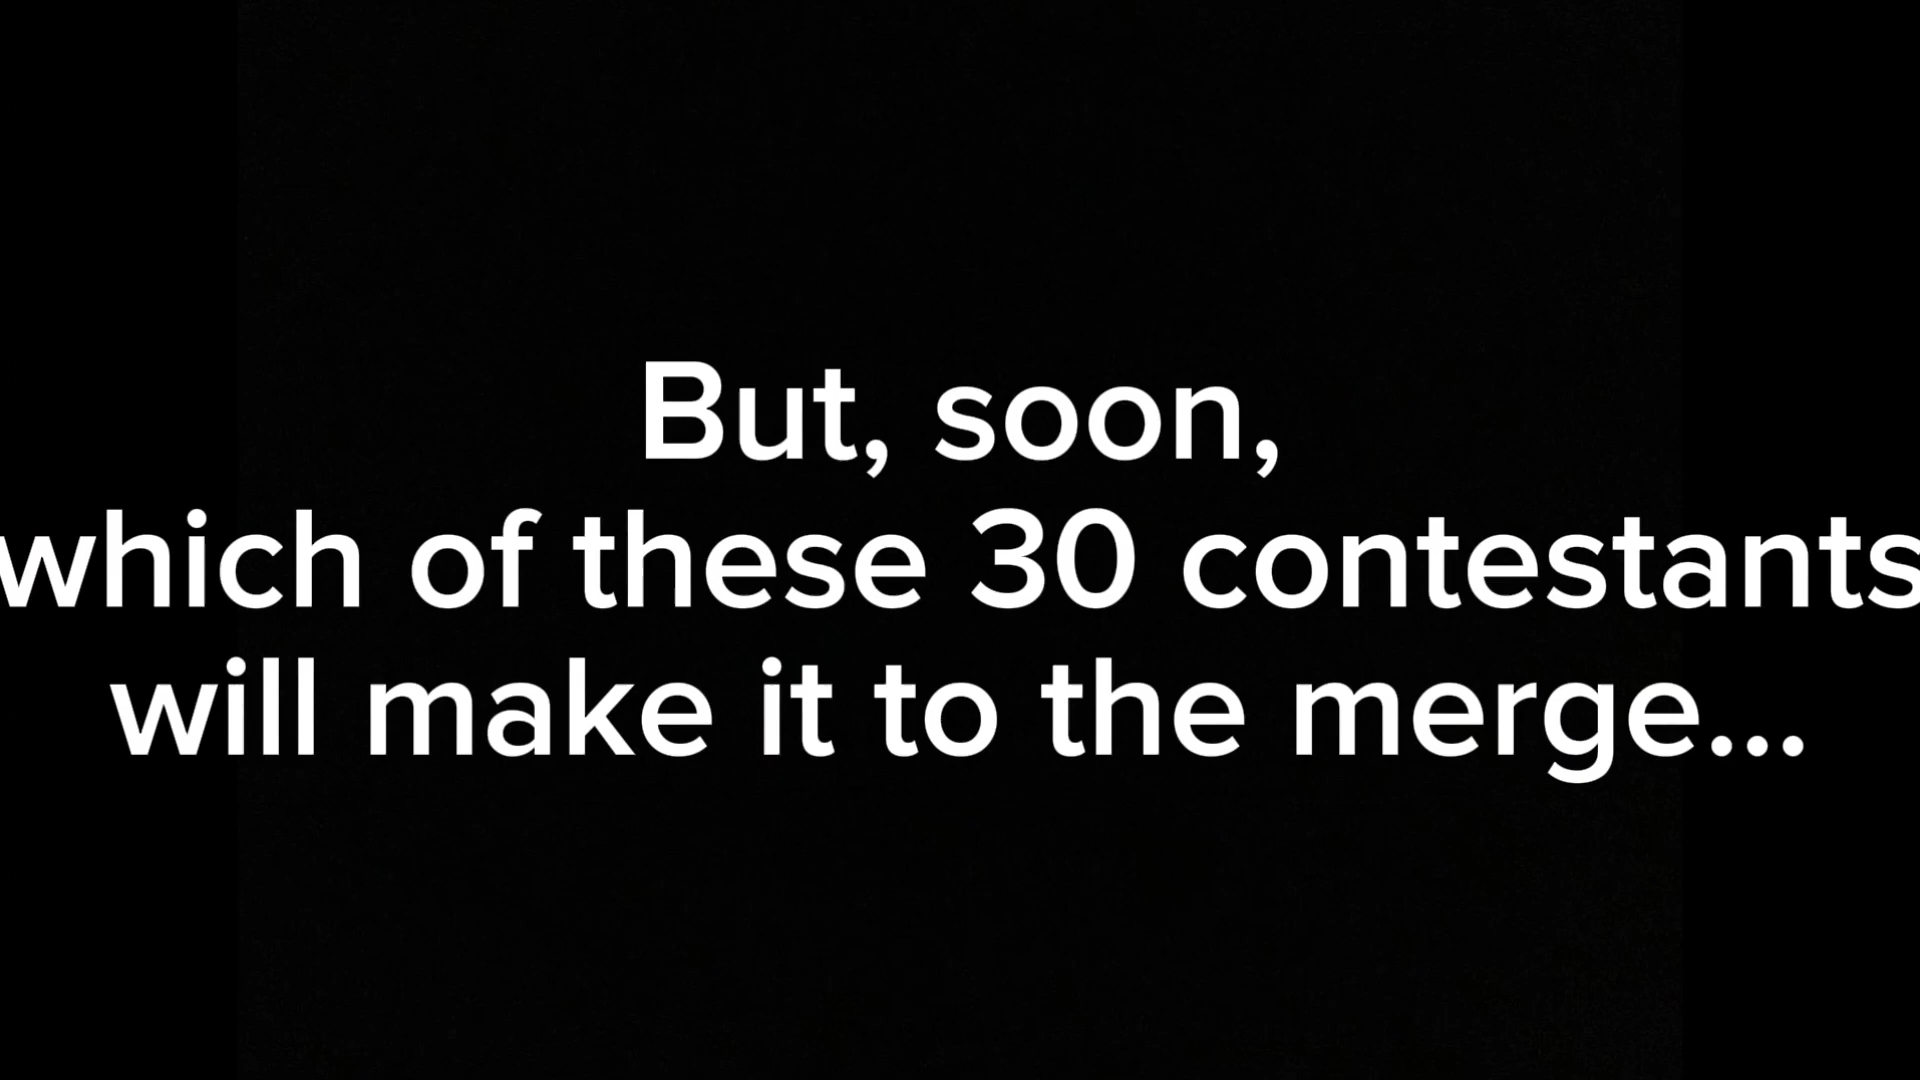 But, soon,
which of these 30 contestants
will make it to the merge...